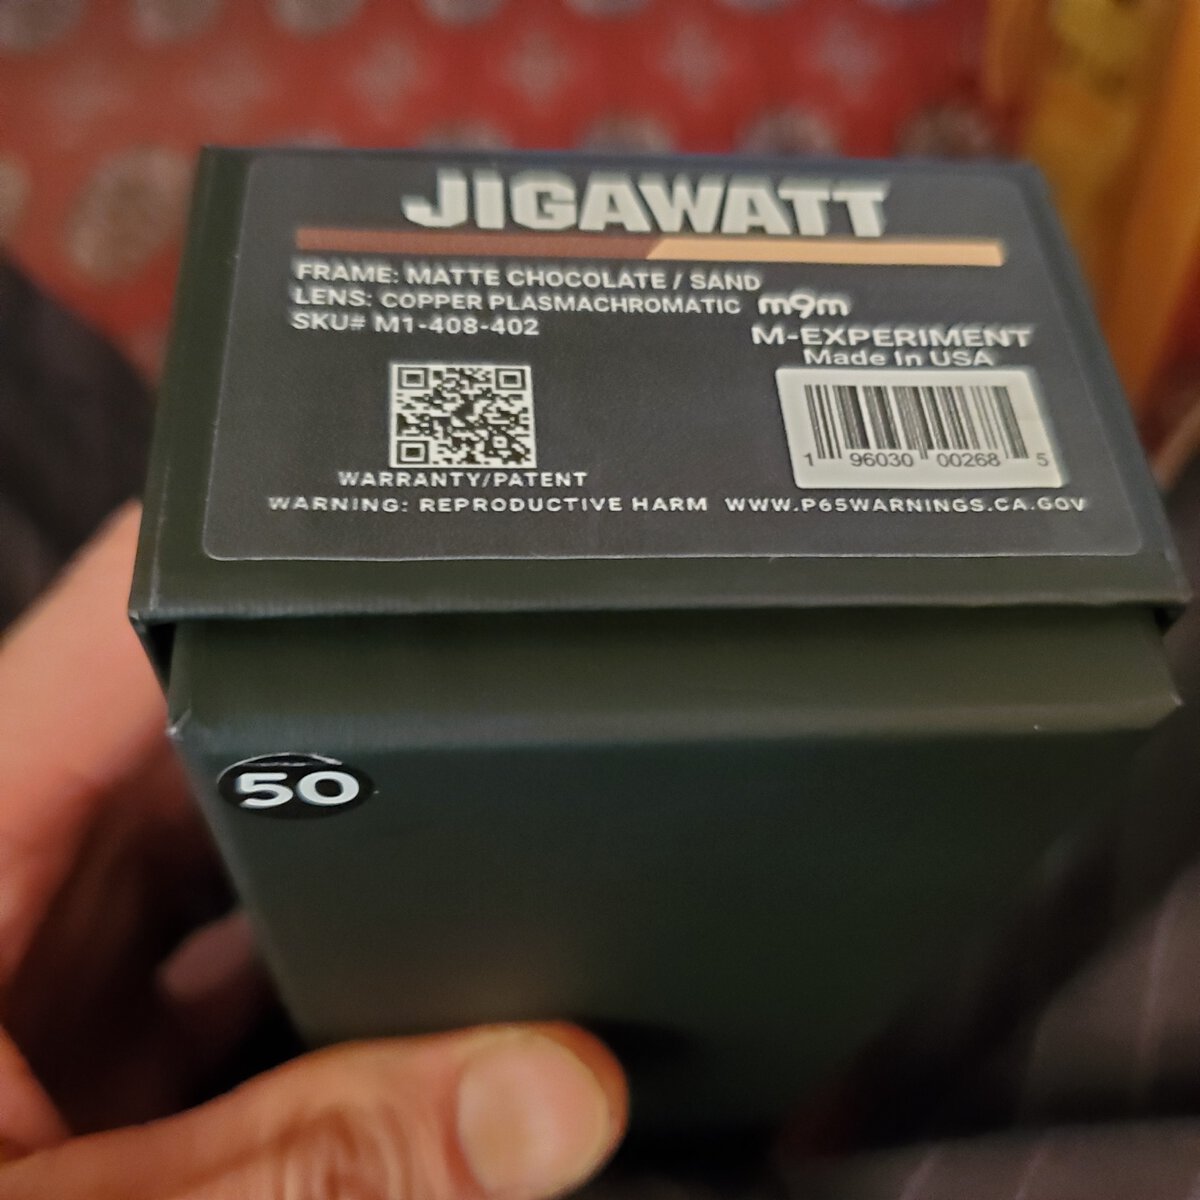 JIGAWATT
FRAME: MATTE CHOCOLATE / SAND
LENS: COPPER PLASMACHROMATIC
SKU# M1-408-402
m9m
M-EXPERIMENT
Made In USA
1 96030 00268 5
WARRANTY/PATENT
WARNING: REPRODUCTIVE HARM WWW.P65WARNINGS.CA.GOV
50